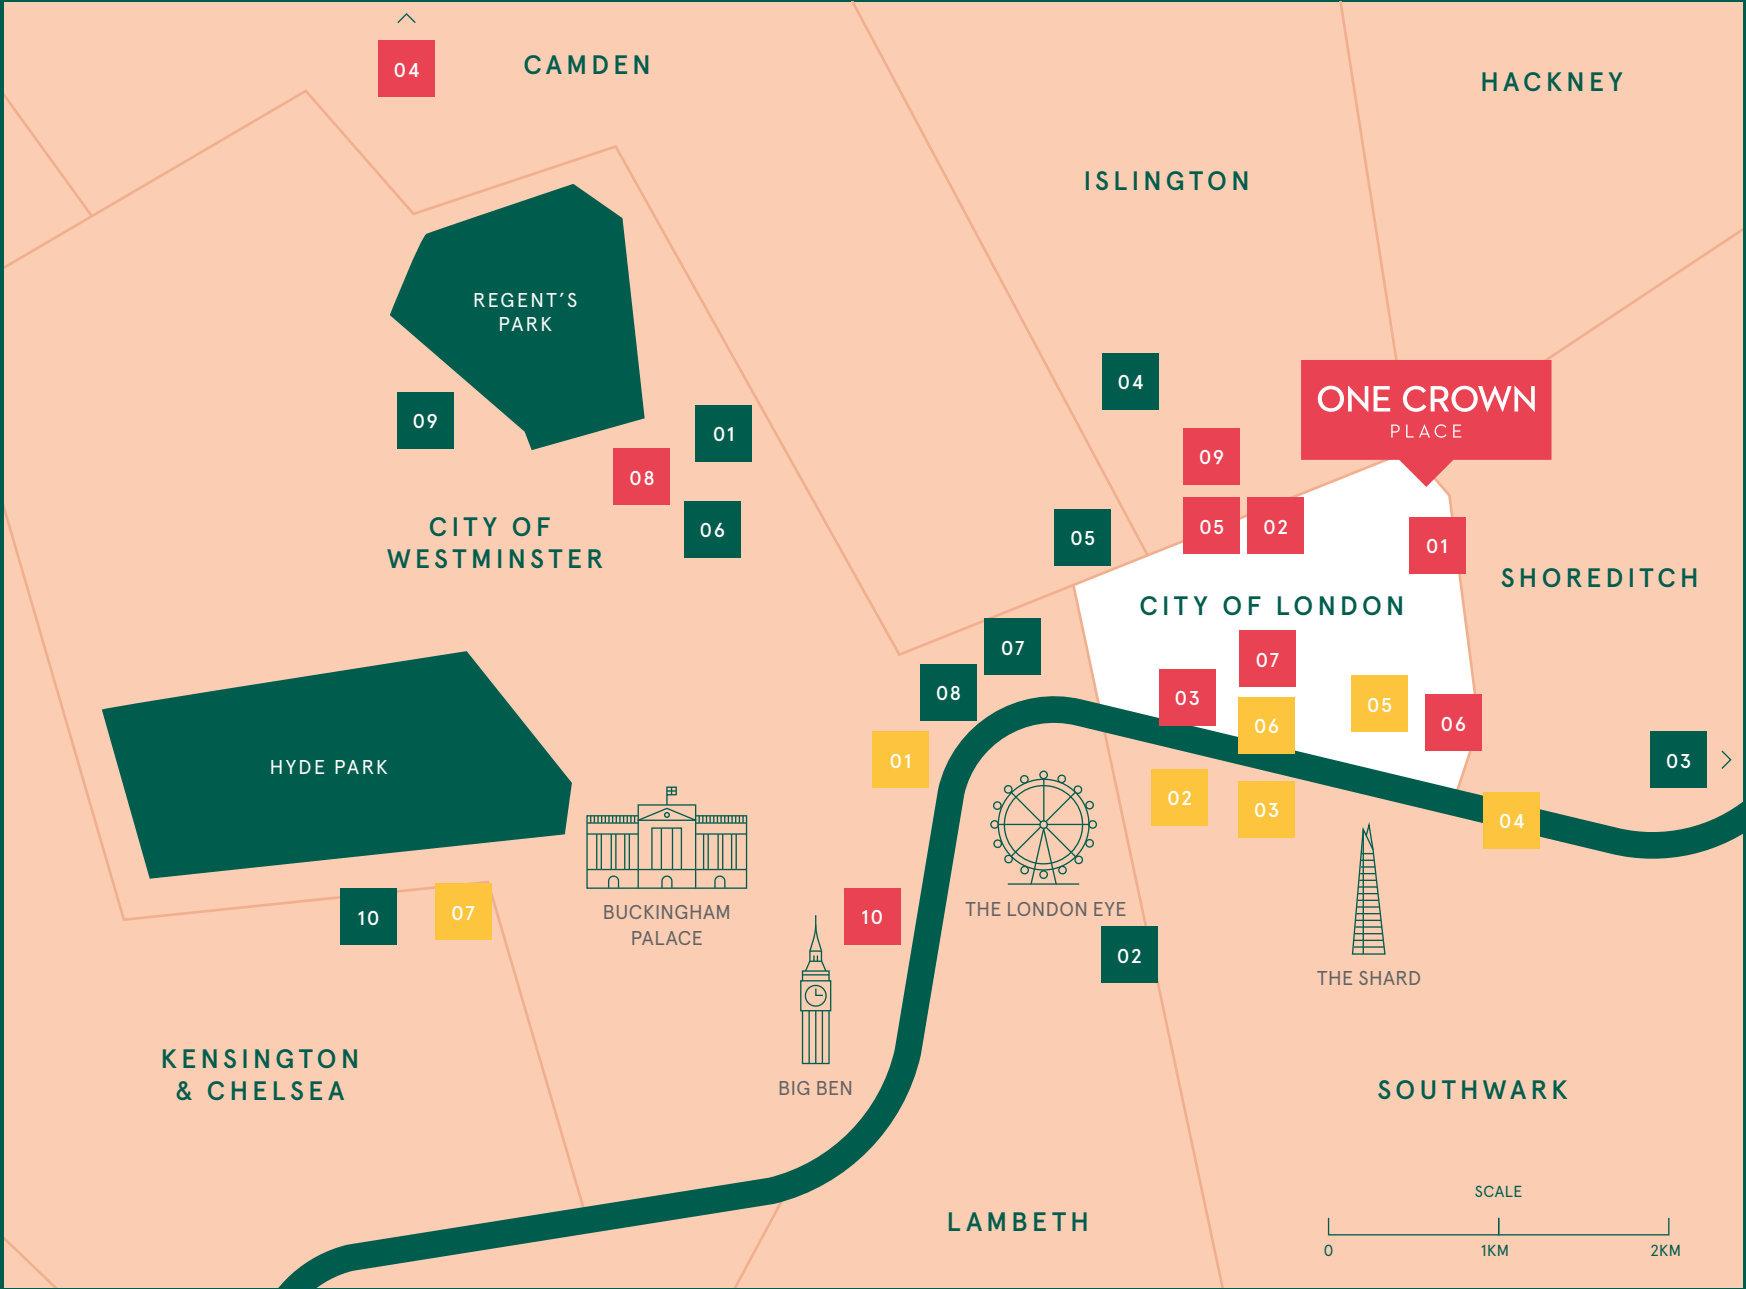 04
CAMDEN
HACKNEY
ISLINGTON
REGENT’S
PARK
04
ONE CROWN
PLACE
09
01
09
08
05
02
CITY OF
WESTMINSTER
06
05
01
SHOREDITCH
CITY OF LONDON
07
07
08
03
05
06
06
01
03
HYDE PARK
02
03
04
10
07
BUCKINGHAM
PALACE
10
THE LONDON EYE
02
THE SHARD
KENSINGTON
& CHELSEA
BIG BEN
SOUTHWARK
LAMBETH
SCALE
0 1KM 2KM